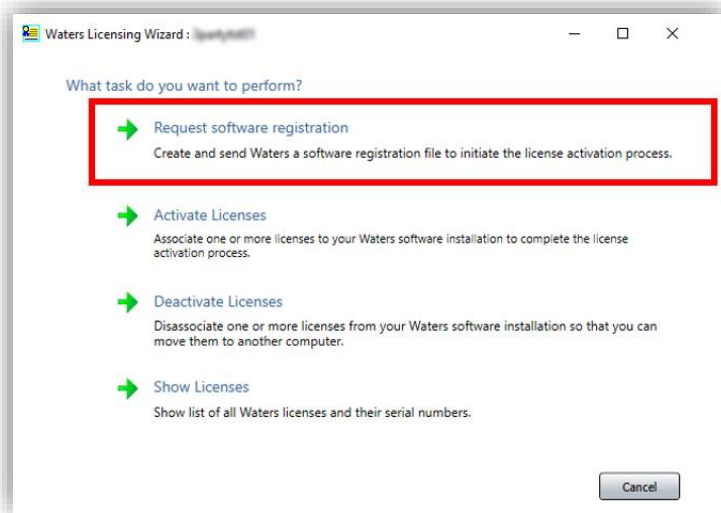 Waters Licensing Wizard :
What task do you want to perform?
Request software registration
Create and send Waters a software registration file to initiate the license activation process.
Activate Licenses
Associate one or more licenses to your Waters software installation to complete the license
activation process.
Deactivate Licenses
Disassociate one or more licenses from your Waters software installation so that you can
move them to another computer.
Show Licenses
Show list of all Waters licenses and their serial numbers.
Cancel